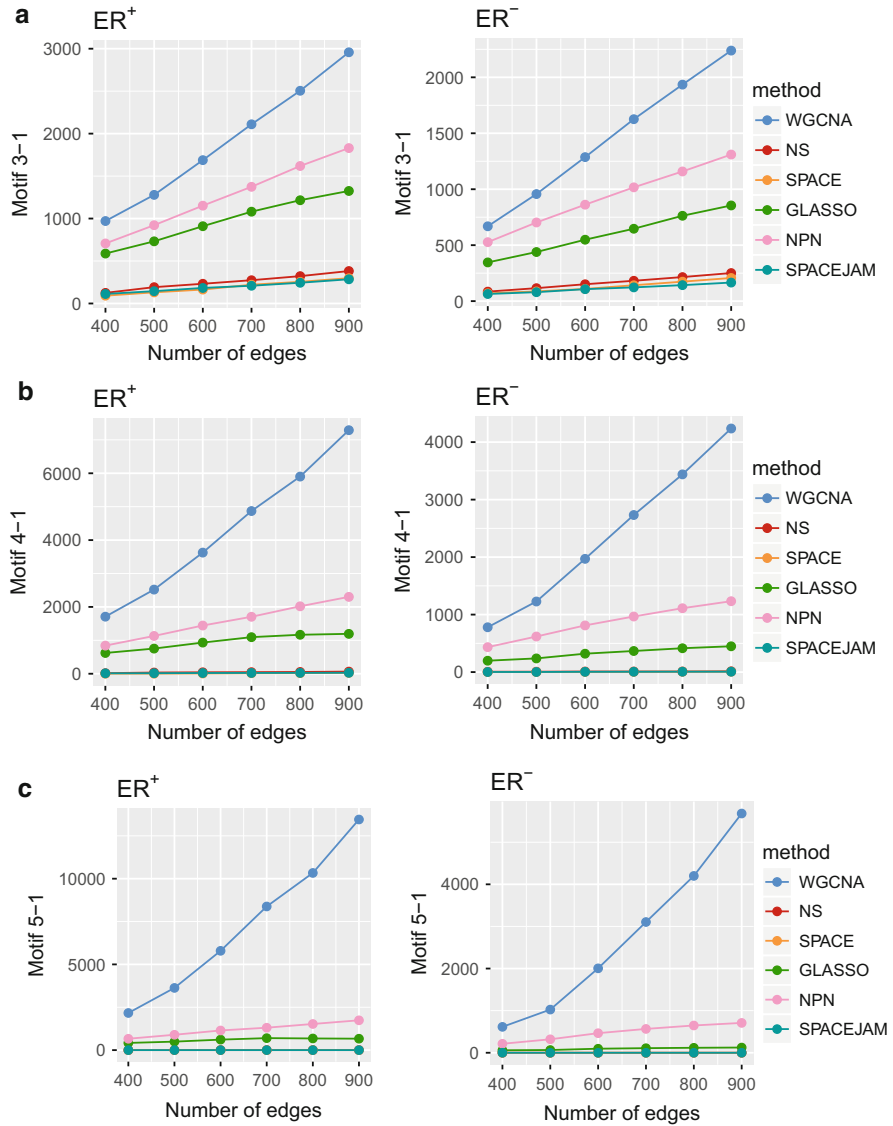 a
ER+
ER−
3000
2000
1000
0
Motif 3−1
400 500 600 700 800 900
Number of edges
2000
1500
1000
500
0
Motif 3−1
400 500 600 700 800 900
Number of edges
method
WGCNA
NS
SPACE
GLASSO
NPN
SPACEJAM
b
ER+
ER−
6000
4000
2000
0
Motif 4−1
400 500 600 700 800 900
Number of edges
4000
3000
2000
1000
0
Motif 4−1
400 500 600 700 800 900
Number of edges
method
WGCNA
NS
SPACE
GLASSO
NPN
SPACEJAM
c
ER+
ER−
10000
5000
0
Motif 5−1
400 500 600 700 800 900
Number of edges
4000
2000
0
Motif 5−1
400 500 600 700 800 900
Number of edges
method
WGCNA
NS
SPACE
GLASSO
NPN
SPACEJAM